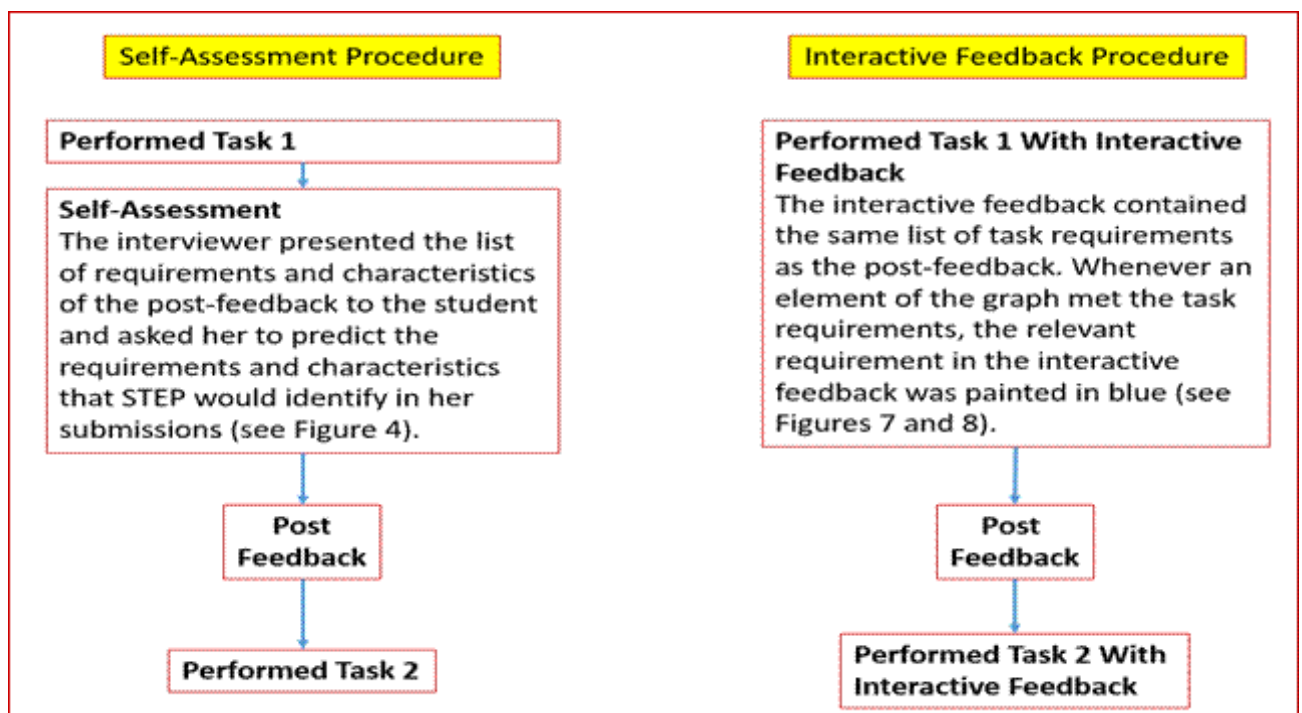 Self-Assessment Procedure
Performed Task 1
Self-Assessment
The interviewer presented the list
of requirements and characteristics
of the post-feedback to the student
and asked her to predict the
requirements and characteristics
that STEP would identify in her
submissions (see Figure 4).
Post
Feedback
Performed Task 2
Interactive Feedback Procedure
Performed Task 1 With Interactive
Feedback
The interactive feedback contained
the same list of task requirements
as the post-feedback. Whenever an
element of the graph met the task
requirements, the relevant
requirement in the interactive
feedback was painted in blue (see
Figures 7 and 8).
Post
Feedback
Performed Task 2 With
Interactive Feedback